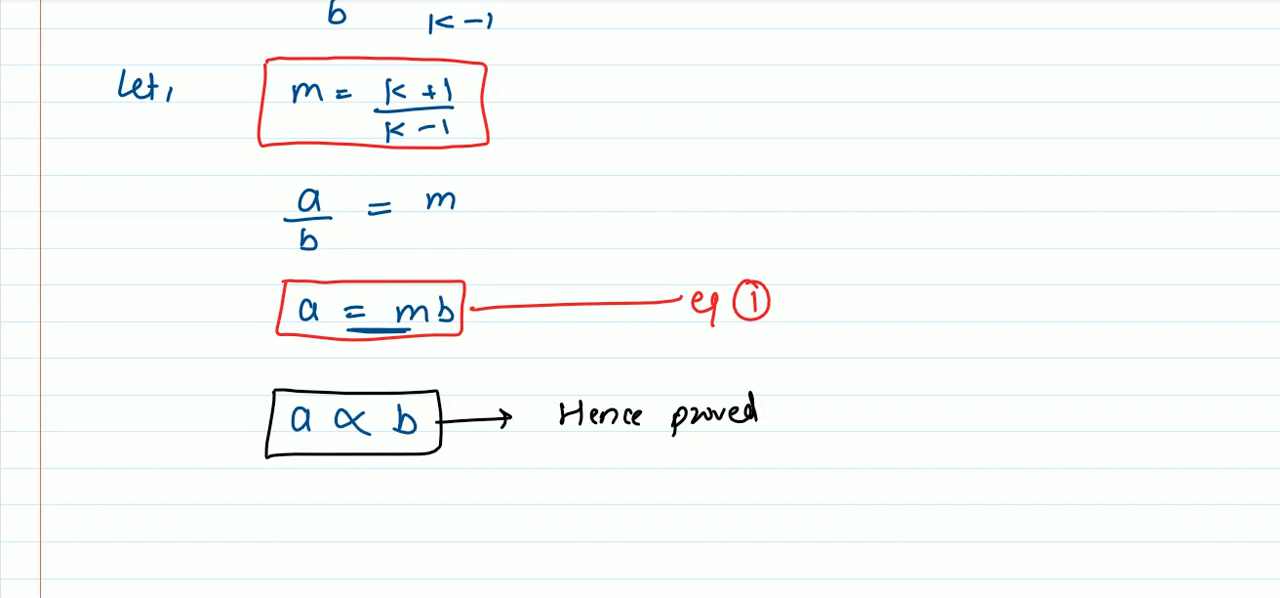 b K-1
Let, m = K+1
K-1
a = m
b
a = mb eq ①
a ∝ b → Hence proved